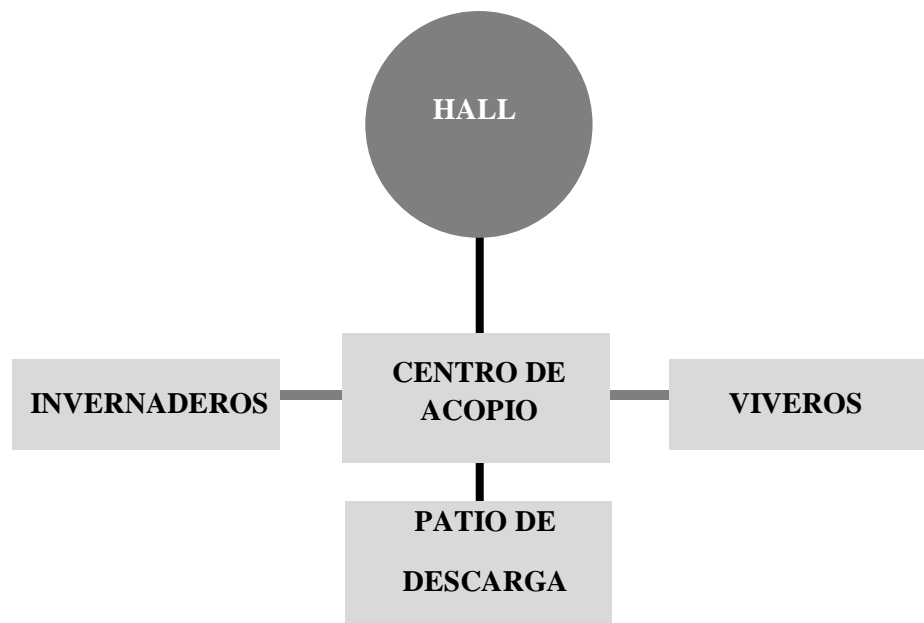 HALL
CENTRO DE
ACOPIO
INVERNADEROS
VIVEROS
PATIO DE
DESCARGA